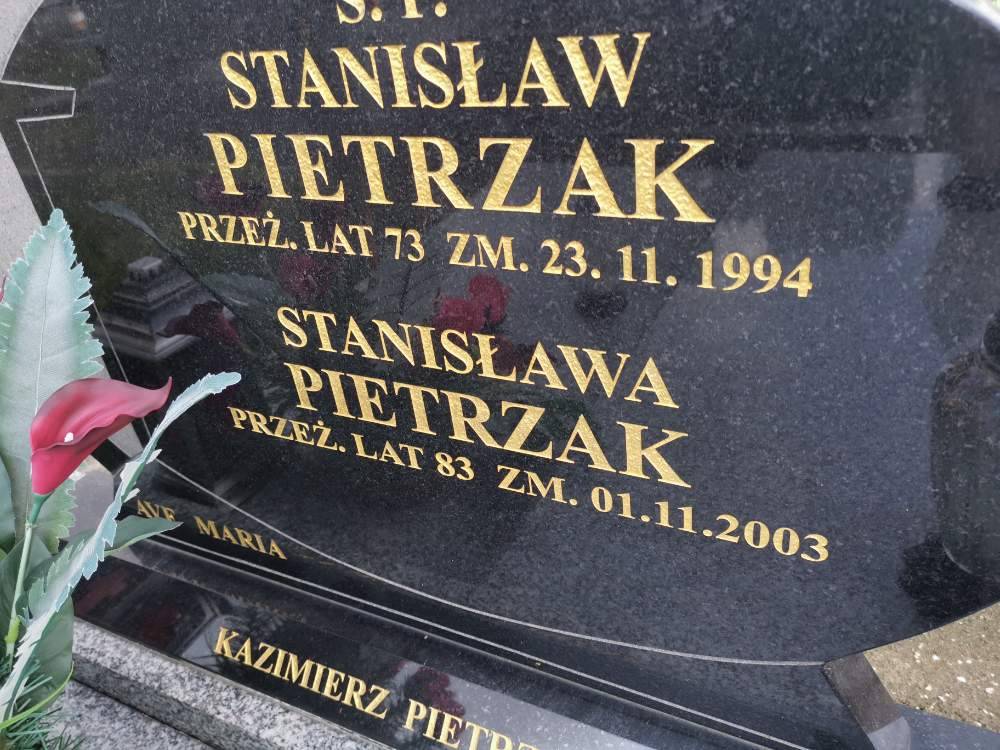 Ś. P.
STANISŁAW
PIETRZAK
PRZEŻ. LAT 73 ZM. 23. 11. 1994
STANISŁAWA
PIETRZAK
PRZEŻ. LAT 83 ZM. 01.11.2003
AVE MARIA
KAZIMIERZ